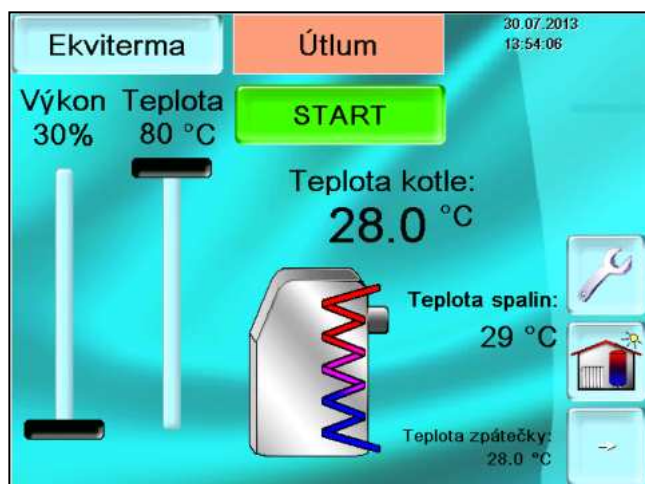 Ekviterma
Útlum
30.07.2013
13:54:06
Výkon
30%
Teplota
80 °C
START
Teplota kotle:
28.0 °C
Teplota spalin:
29 °C
Teplota zpátečky:
28.0 °C